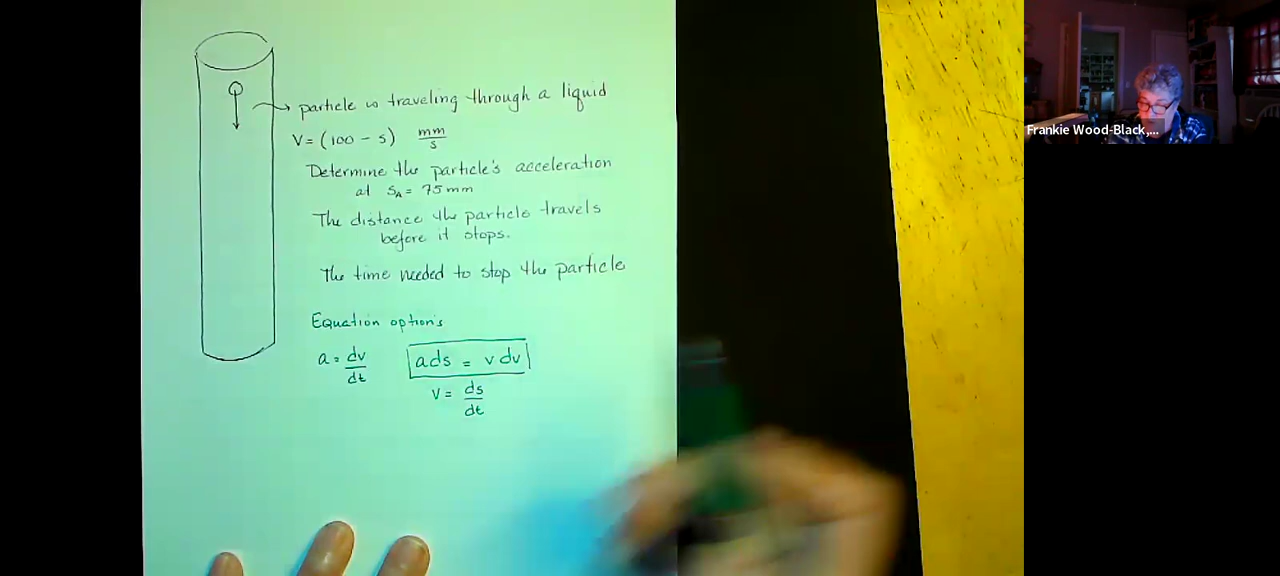 particle is traveling through a liquid
V = (100 - s) mm/s
Determine the particle's acceleration
at SA = 75 mm
The distance the particle travels
before it stops.
The time needed to stop the particle
Equation option's
a = dv/dt
ads = v dv
V = ds/dt
Frankie Wood-Black,...